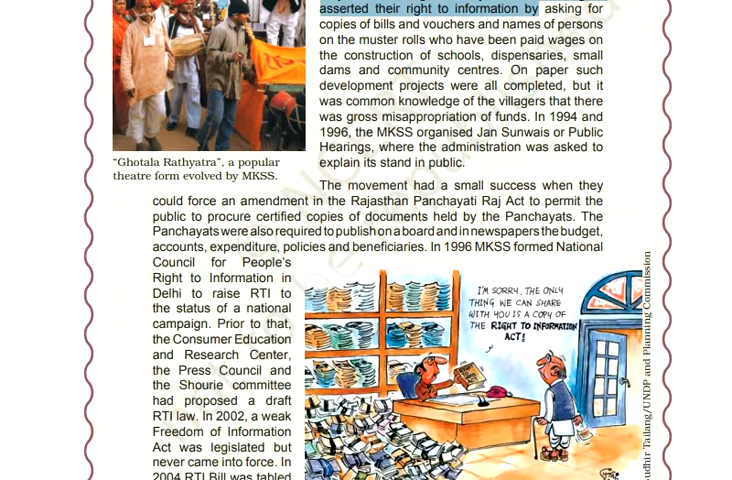 asserted their right to information by asking for
copies of bills and vouchers and names of persons
on the muster rolls who have been paid wages on
the construction of schools, dispensaries, small
dams and community centres. On paper such
development projects were all completed, but it
was common knowledge of the villagers that there
was gross misappropriation of funds. In 1994 and
1996, the MKSS organised Jan Sunwais or Public
Hearings, where the administration was asked to
explain its stand in public.
"Ghotala Rathyatra", a popular
theatre form evolved by MKSS.
The movement had a small success when they
could force an amendment in the Rajasthan Panchayati Raj Act to permit the
public to procure certified copies of documents held by the Panchayats. The
Panchayats were also required to publish on a board and in newspapers the budget,
accounts, expenditure, policies and beneficiaries. In 1996 MKSS formed National
Council for People's
Right to Information in
Delhi to raise RTI to
the status of a national
campaign. Prior to that,
the Consumer Education
and Research Center,
the Press Council and
the Shourie committee
had proposed a draft
RTI law. In 2002, a weak
Freedom of Information
Act was legislated but
never came into force. In
2004 RTI Bill was tabled
I'M SORRY, THE ONLY
THING WE CAN SHARE
WITH YOU IS A COPY OF
THE RIGHT TO INFORMATION
ACT!
Tailang/UNDP and Planning Commission